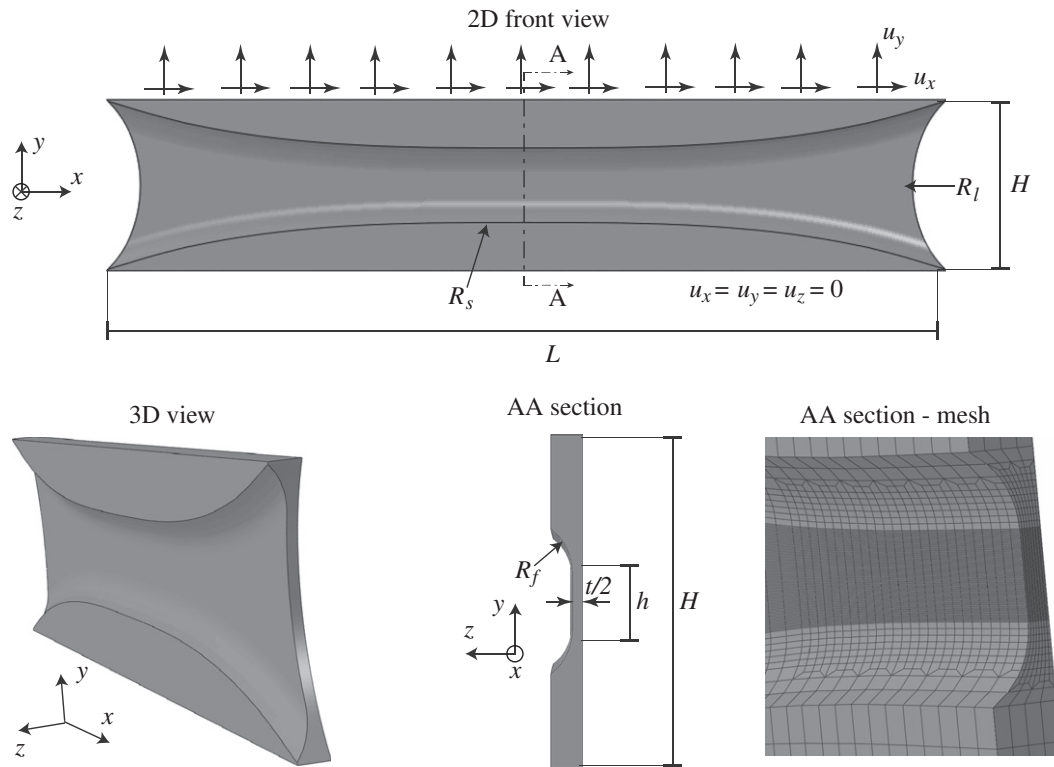 2D front view
A
u_y
u_x
y
x
z
R_l
H
R_s
A
u_x = u_y = u_z = 0
L
3D view
AA section
AA section - mesh
R_f
t/2
h
H
y
z
x
y
x
z